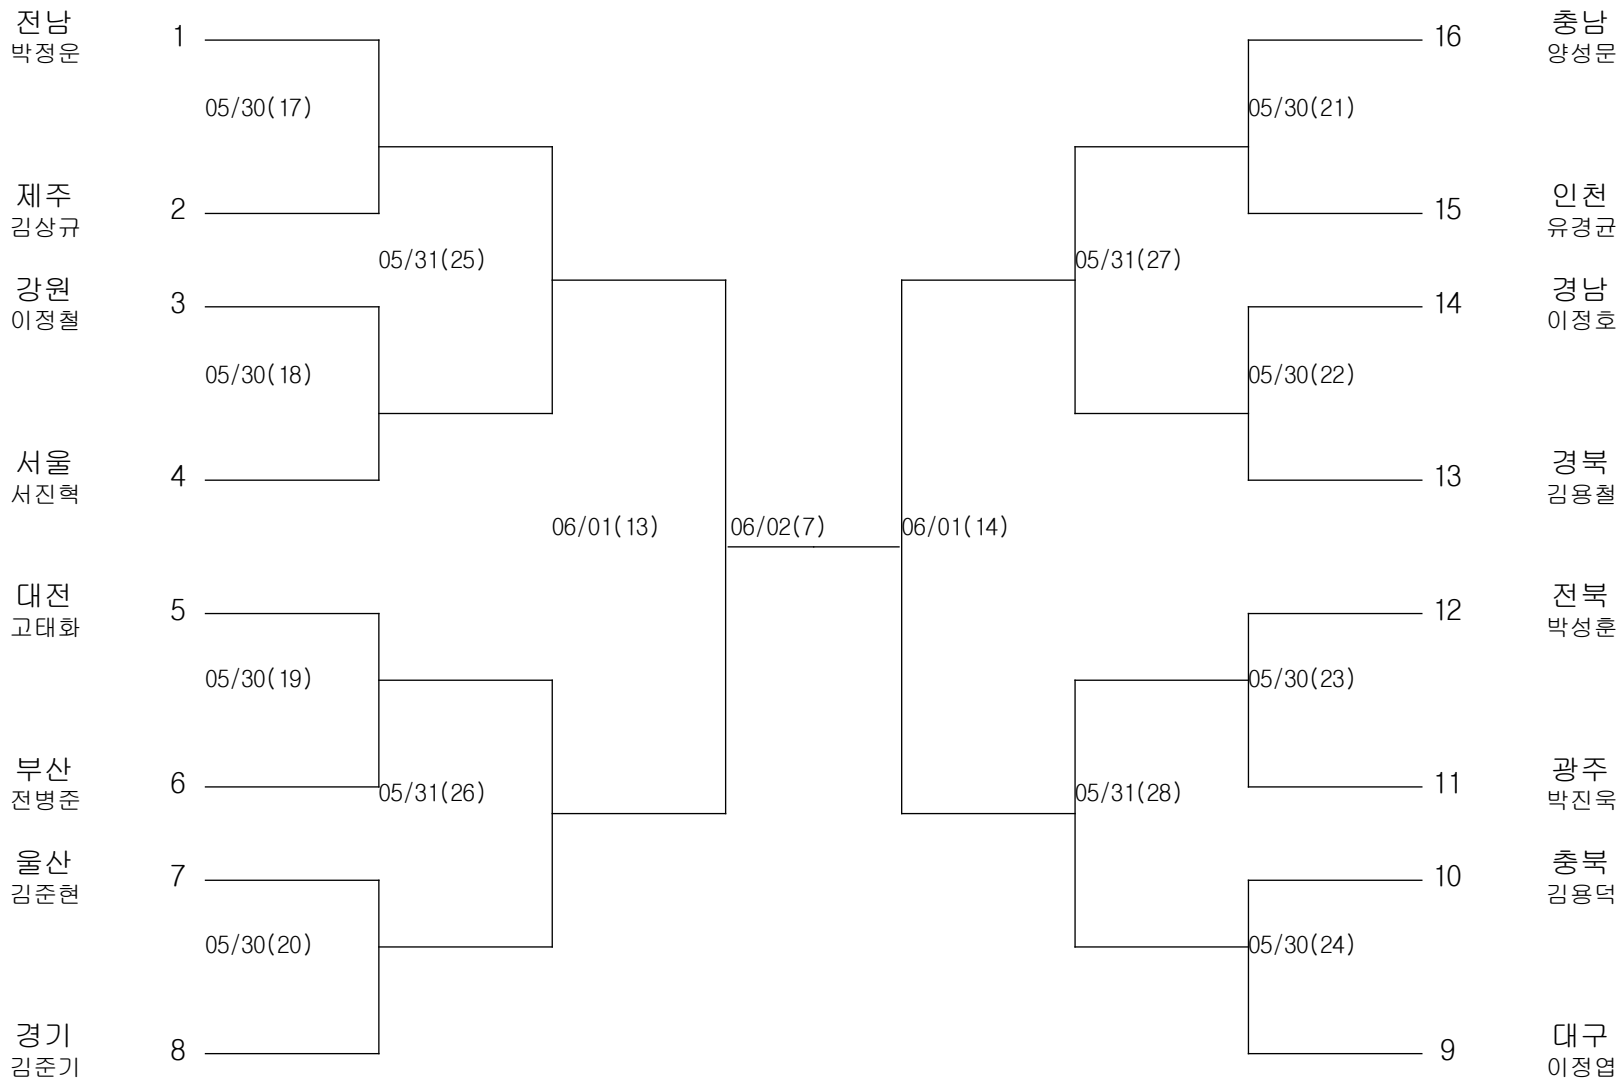 전남
박정운
1
05/30(17)
제주
김상규
2
05/31(25)
강원
이정철
3
05/30(18)
서울
서진혁
4
06/01(13)
대전
고태화
5
05/30(19)
부산
전병준
6
05/31(26)
울산
김준현
7
05/30(20)
경기
김준기
8
06/02(7)
16
충남
양성문
05/30(21)
15
인천
유경균
05/31(27)
14
경남
이정호
05/30(22)
13
경북
김용철
06/01(14)
12
전북
박성훈
05/30(23)
11
광주
박진욱
05/31(28)
10
충북
김용덕
05/30(24)
9
대구
이정엽